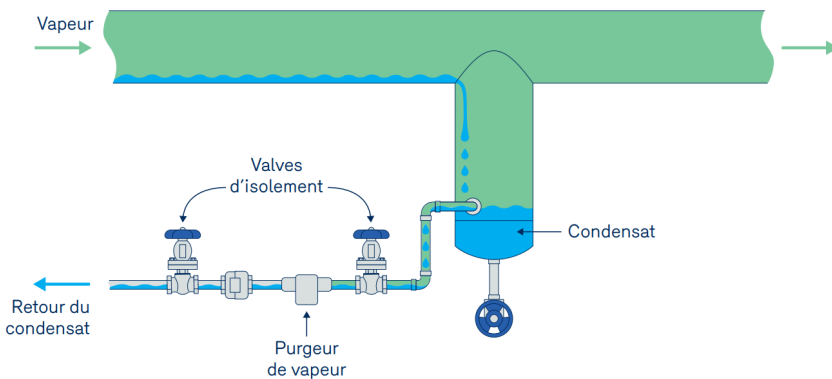 Vapeur
Valves
d'isolement
Condensat
Retour du
condensat
Purgeur
de vapeur